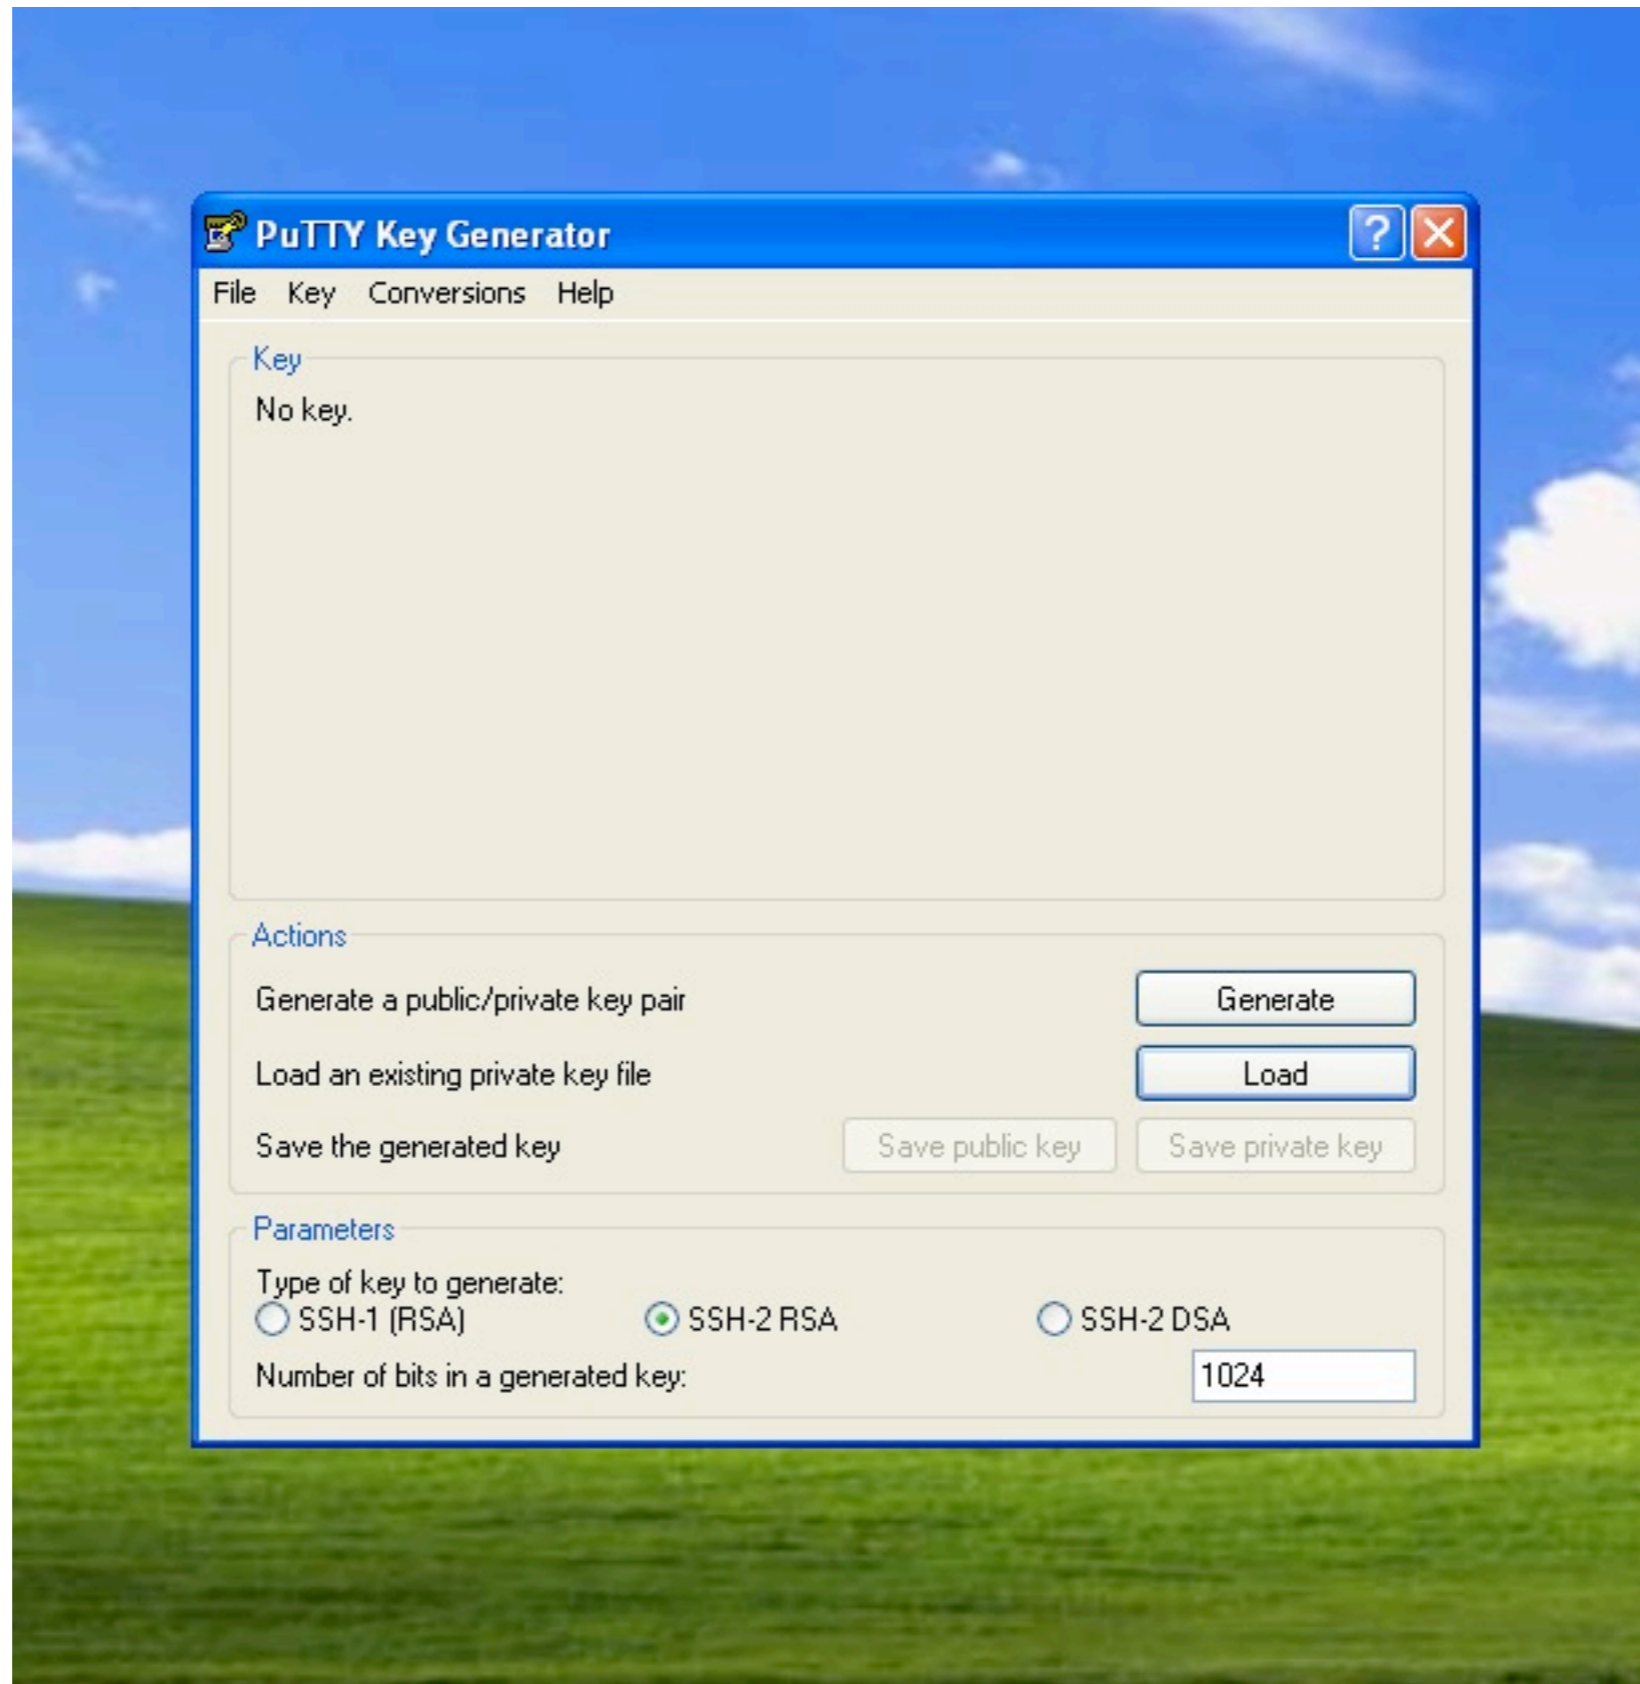 PuTTY Key Generator
?
File Key Conversions Help
Key
No key.
Actions
Generate a public/private key pair Generate
Load an existing private key file Load
Save the generated key Save public key Save private key
Parameters
Type of key to generate:
SSH-1 (RSA) SSH-2 RSA SSH-2 DSA
Number of bits in a generated key: 1024